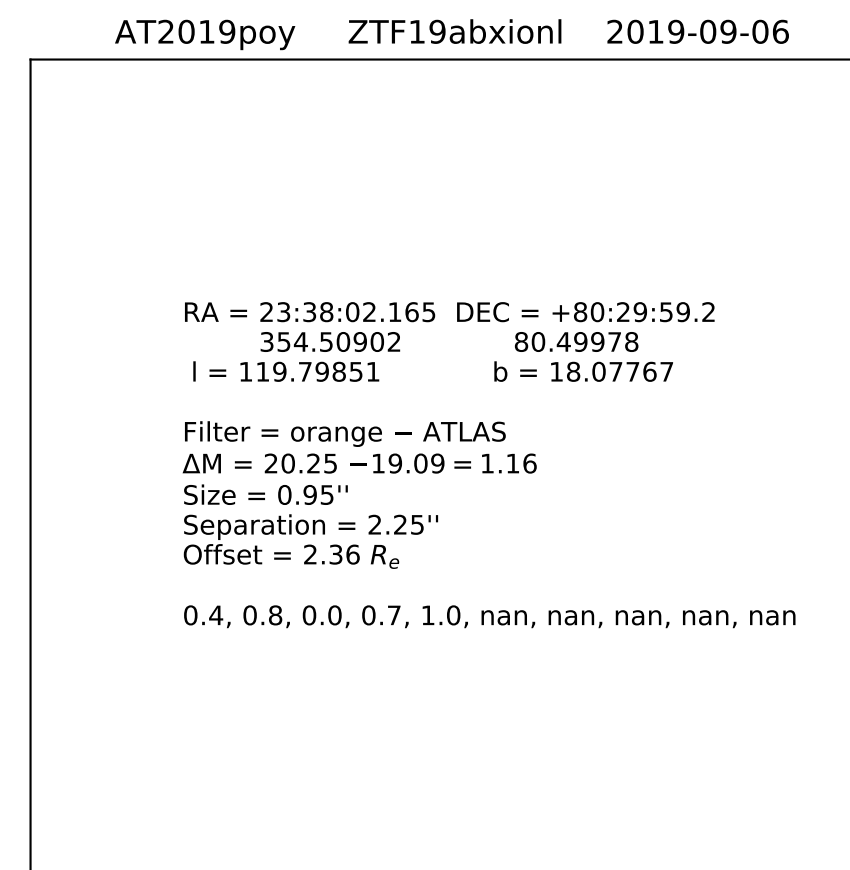 AT2019poy ZTF19abxionl 2019-09-06
RA = 23:38:02.165 DEC = +80:29:59.2
354.50902 80.49978
l = 119.79851 b = 18.07767
Filter = orange − ATLAS
ΔM = 20.25 −19.09 = 1.16
Size = 0.95''
Separation = 2.25''
Offset = 2.36 Rₑ
0.4, 0.8, 0.0, 0.7, 1.0, nan, nan, nan, nan, nan